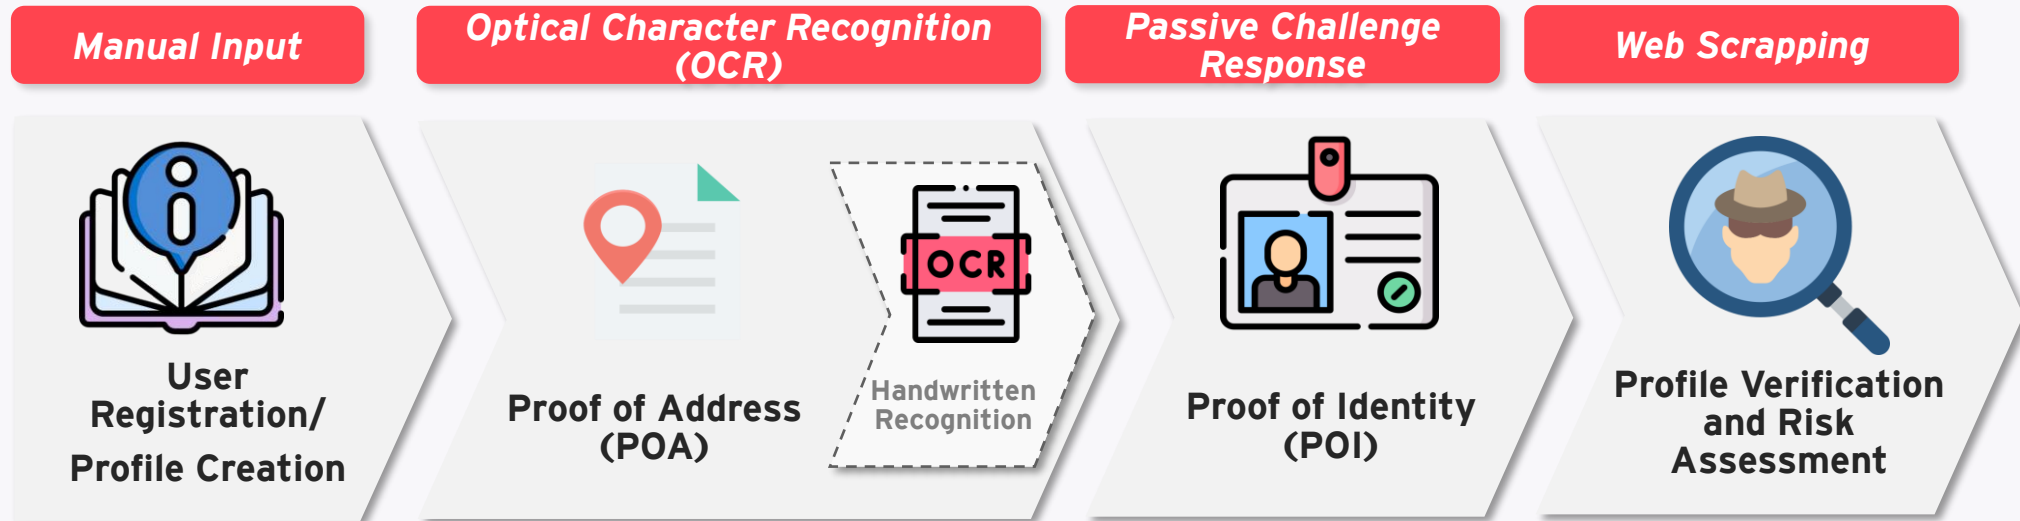 Manual Input
Optical Character Recognition
(OCR)
Passive Challenge
Response
Web Scrapping
User
Registration/
Profile Creation
Proof of Address
(POA)
OCR
Handwritten
Recognition
Proof of Identity
(POI)
Profile Verification
and Risk
Assessment